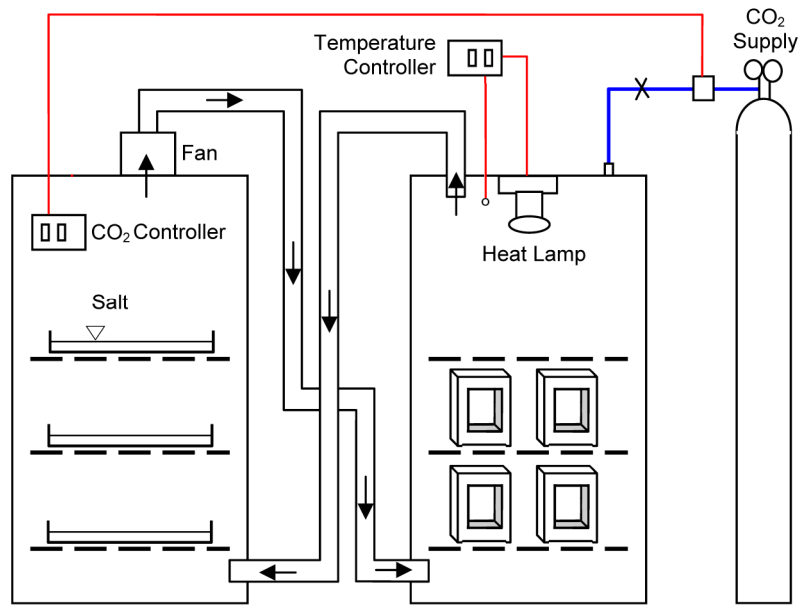 CO₂
Supply
Temperature
Controller
Fan
CO₂ Controller
Heat Lamp
Salt